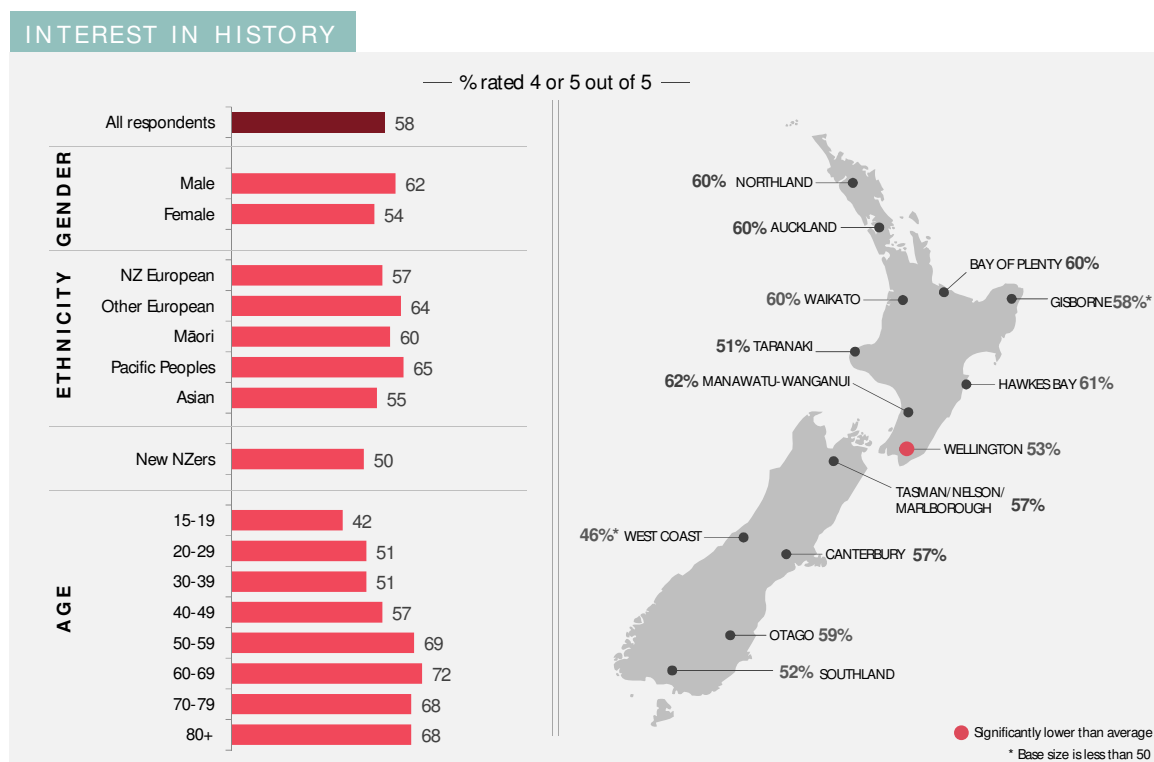 INTEREST IN HISTORY
% rated 4 or 5 out of 5
All respondents 58
GENDER
Male 62
Female 54
ETHNICITY
NZ European 57
Other European 64
Māori 60
Pacific Peoples 65
Asian 55
New NZers 50
AGE
15-19 42
20-29 51
30-39 51
40-49 57
50-59 69
60-69 72
70-79 68
80+ 68
60% NORTHLAND
60% AUCKLAND
BAY OF PLENTY 60%
60% WAIKATO
GISBORNE 58%*
51% TARANAKI
62% MANAWATU-WANGANUI
HAWKES BAY 61%
WELLINGTON 53%
TASMAN/NELSON/
MARLBOROUGH 57%
46%* WEST COAST
CANTERBURY 57%
OTAGO 59%
52% SOUTHLAND
Significantly lower than average
* Base size is less than 50